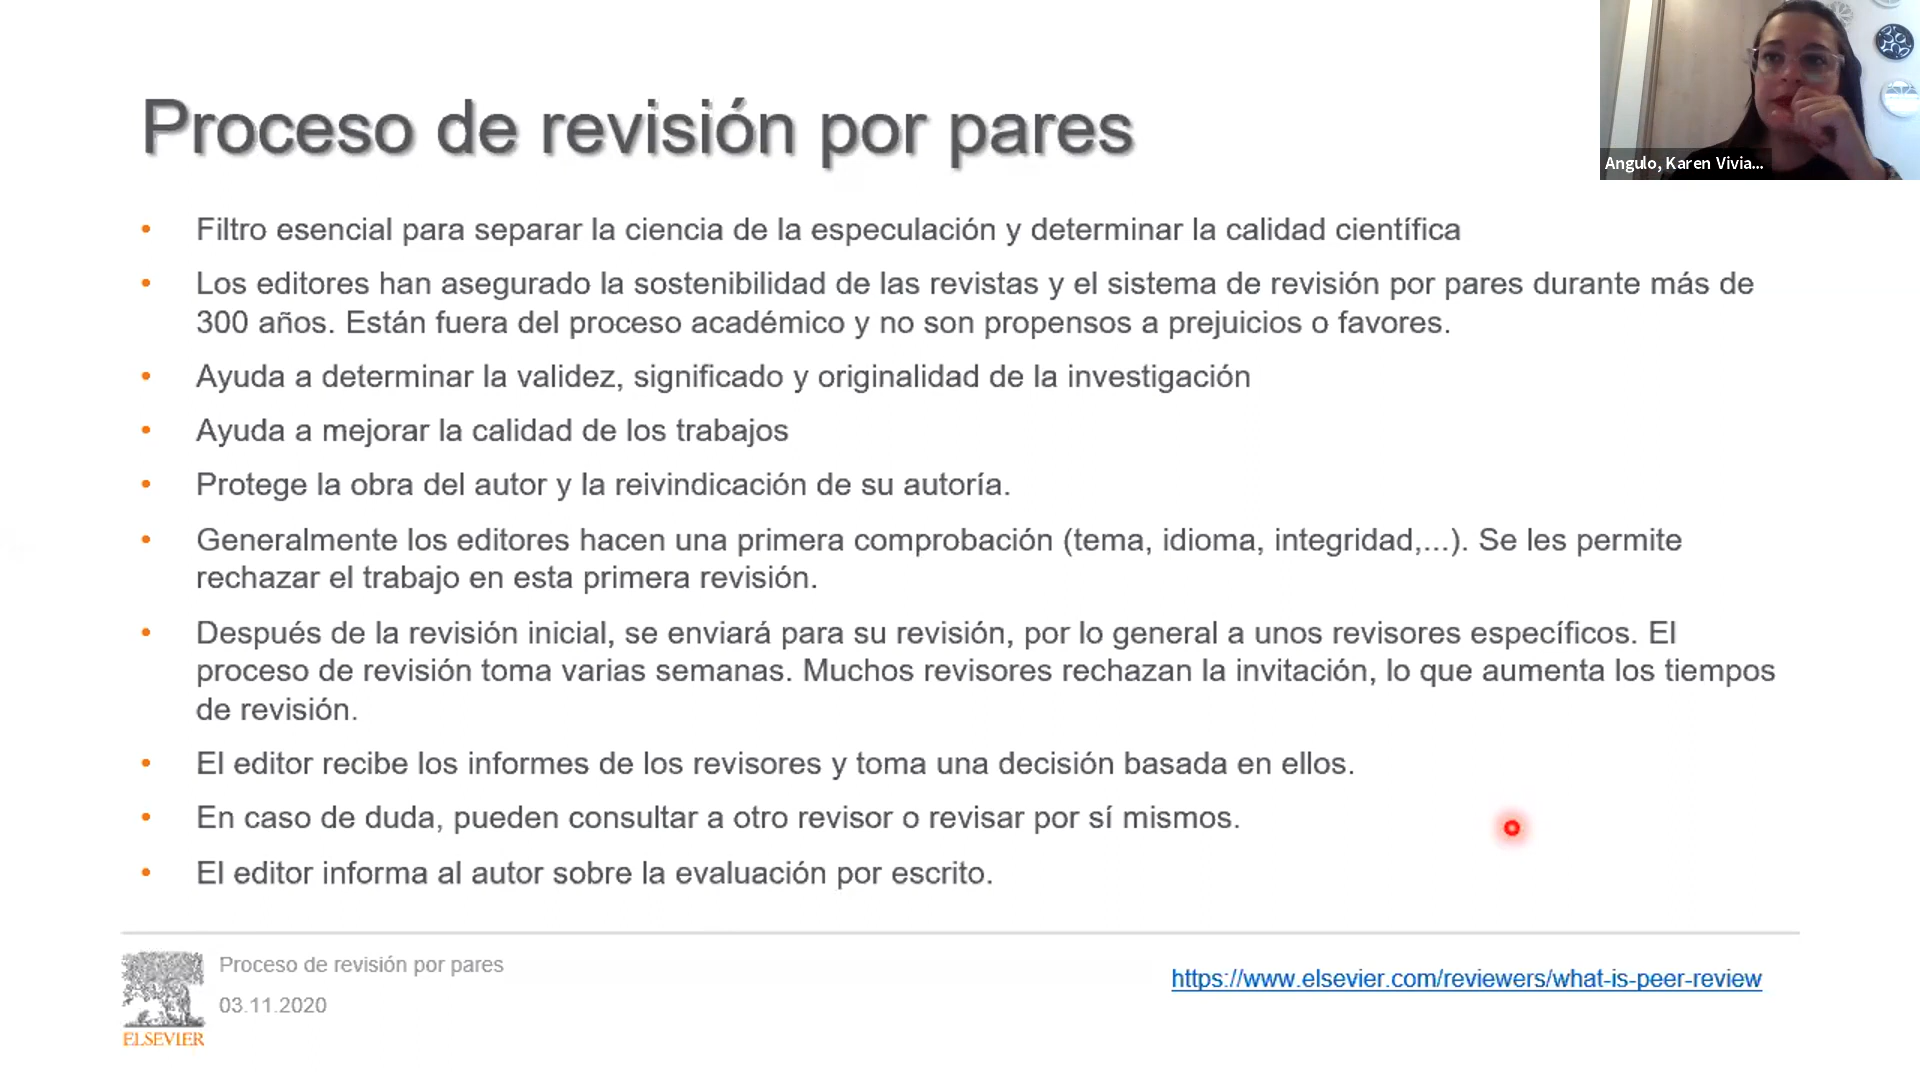 Proceso de revisión por pares
Angulo, Karen Vivia...
• Filtro esencial para separar la ciencia de la especulación y determinar la calidad científica
• Los editores han asegurado la sostenibilidad de las revistas y el sistema de revisión por pares durante más de
300 años. Están fuera del proceso académico y no son propensos a prejuicios o favores.
• Ayuda a determinar la validez, significado y originalidad de la investigación
• Ayuda a mejorar la calidad de los trabajos
• Protege la obra del autor y la reivindicación de su autoría.
• Generalmente los editores hacen una primera comprobación (tema, idioma, integridad,...). Se les permite
rechazar el trabajo en esta primera revisión.
• Después de la revisión inicial, se enviará para su revisión, por lo general a unos revisores específicos. El
proceso de revisión toma varias semanas. Muchos revisores rechazan la invitación, lo que aumenta los tiempos
de revisión.
• El editor recibe los informes de los revisores y toma una decisión basada en ellos.
• En caso de duda, pueden consultar a otro revisor o revisar por sí mismos.
• El editor informa al autor sobre la evaluación por escrito.
Proceso de revisión por pares
03.11.2020
ELSEVIER
https://www.elsevier.com/reviewers/what-is-peer-review